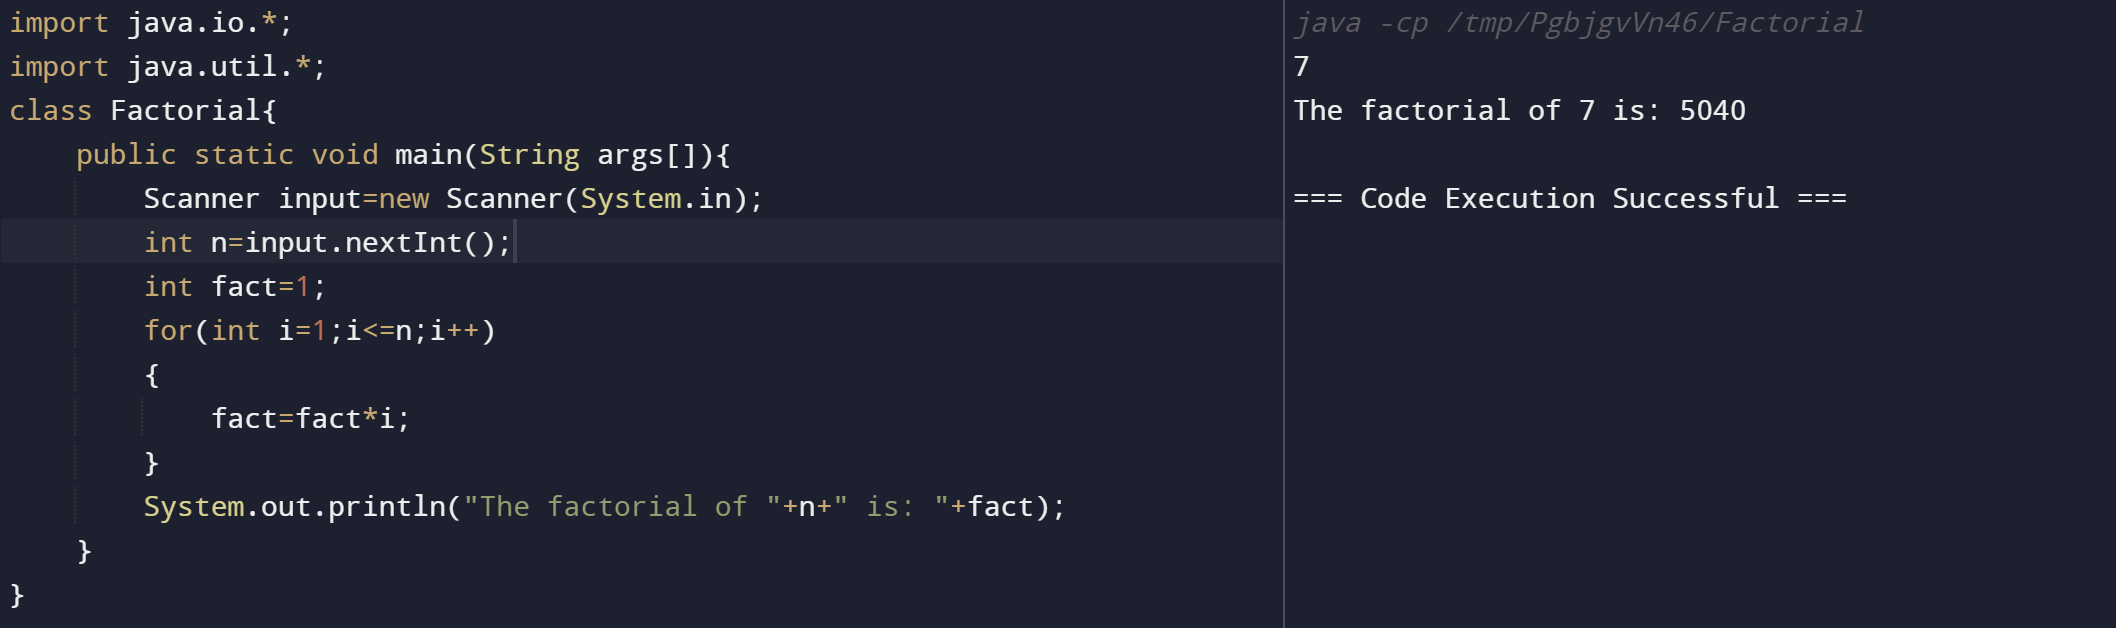 import java.io.*;
import java.util.*;
class Factorial{
    public static void main(String args[]){
        Scanner input=new Scanner(System.in);
        int n=input.nextInt();
        int fact=1;
        for(int i=1;i<=n;i++)
        {
            fact=fact*i;
        }
        System.out.println("The factorial of "+n+" is: "+fact);
    }
}
java -cp /tmp/PgbjgvVn46/Factorial
7
The factorial of 7 is: 5040
=== Code Execution Successful ===